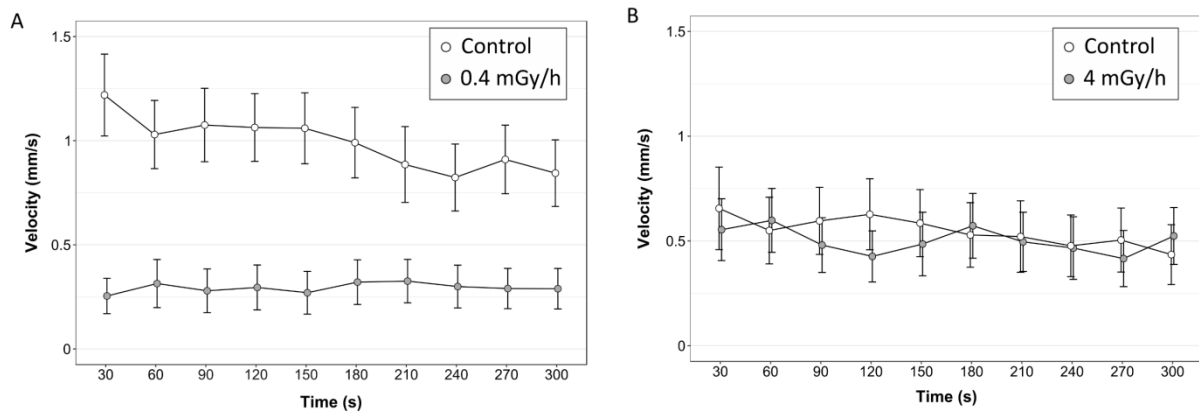 A
Control
0.4 mGy/h
1.5
1
0.5
0
Velocity (mm/s)
30 60 90 120 150 180 210 240 270 300
Time (s)
B
Control
4 mGy/h
1.5
1
0.5
0
Velocity (mm/s)
30 60 90 120 150 180 210 240 270 300
Time (s)